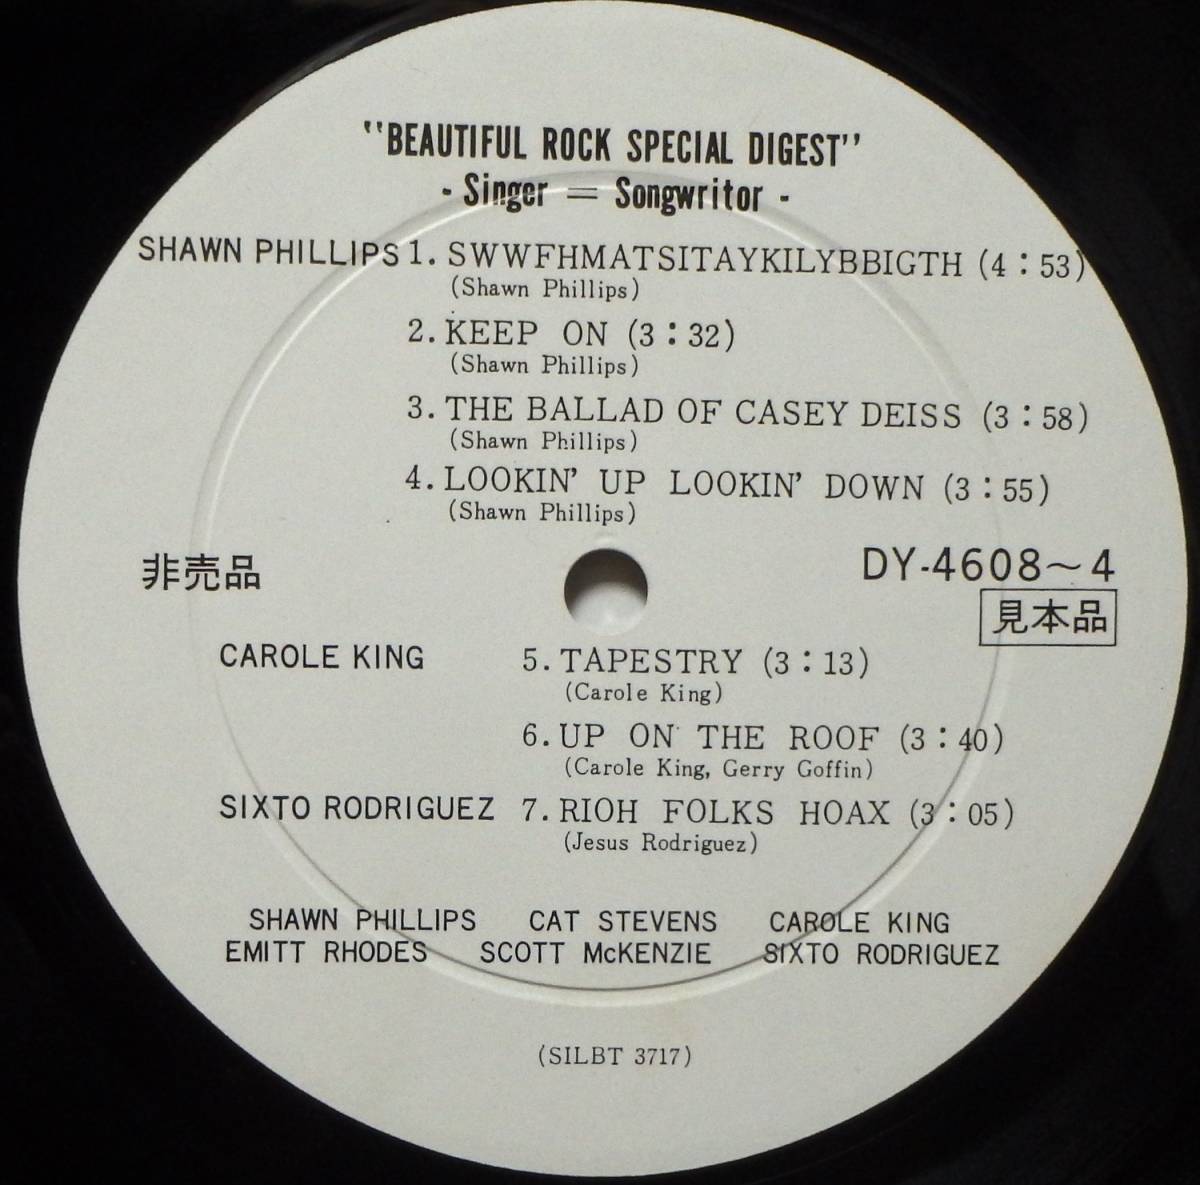 "BEAUTIFUL ROCK SPECIAL DIGEST"
- Singer = Songwritor -
SHAWN PHILLIPS 1. SWWFHMATSITAYKILYBBIGTH (4:53)
(Shawn Phillips)
2. KEEP ON (3:32)
(Shawn Phillips)
3. THE BALLAD OF CASEY DEISS (3:58)
(Shawn Phillips)
4. LOOKIN' UP LOOKIN' DOWN (3:55)
(Shawn Phillips)
非売品
DY-4608～4
見本品
CAROLE KING 5. TAPESTRY (3:13)
(Carole King)
6. UP ON THE ROOF (3:40)
(Carole King, Gerry Goffin)
SIXTO RODRIGUEZ 7. RIOH FOLKS HOAX (3:05)
(Jesus Rodriguez)
SHAWN PHILLIPS CAT STEVENS CAROLE KING
EMITT RHODES SCOTT McKENZIE SIXTO RODRIGUEZ
(SILBT 3717)